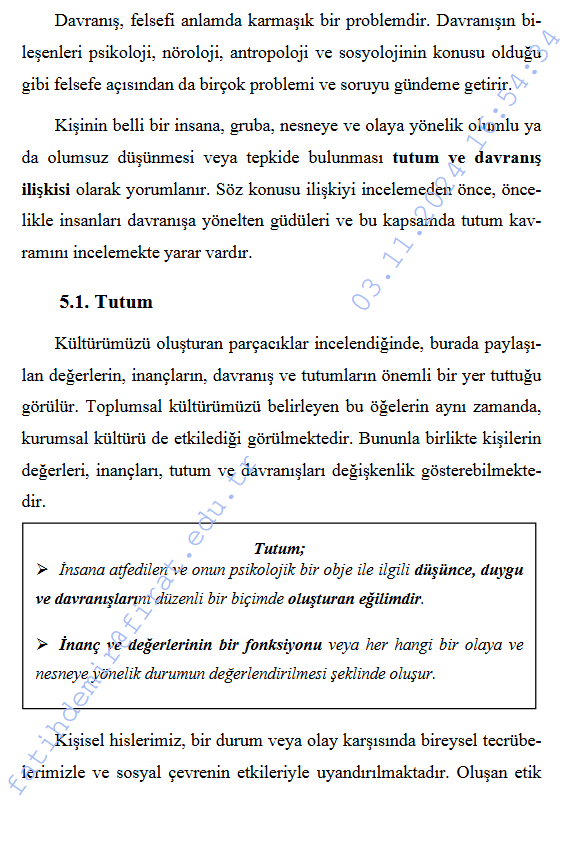 Davranış, felsefi anlamda karmaşık bir problemdir. Davranışın bi-
leşenleri psikoloji, nöroloji, antropoloji ve sosyolojinin konusu olduğu
gibi felsefe açısından da birçok problemi ve soruyu gündeme getirir.
Kişinin belli bir insana, gruba, nesneye ve olaya yönelik olumlu ya
da olumsuz düşünmesi veya tepkide bulunması tutum ve davranış
ilişkisi olarak yorumlanır. Söz konusu ilişkiyi incelemeden önce, önce-
likle insanları davranışa yönelten güdüleri ve bu kapsamda tutum kav-
ramını incelemekte yarar vardır.
5.1. Tutum
Kültürümüzü oluşturan parçacıklar incelendiğinde, burada paylaşı-
lan değerlerin, inançların, davranış ve tutumların önemli bir yer tuttuğu
görülür. Toplumsal kültürümüzü belirleyen bu öğelerin aynı zamanda,
kurumsal kültürü de etkilediği görülmektedir. Bununla birlikte kişilerin
değerleri, inançları, tutum ve davranışları değişkenlik gösterebilmekte-
dir.
Tutum;
➢ İnsana atfedilen ve onun psikolojik bir obje ile ilgili düşünce, duygu
ve davranışlarını düzenli bir biçimde oluşturan eğilimdir.
➢ İnanç ve değerlerinin bir fonksiyonu veya her hangi bir olaya ve
nesneye yönelik durumun değerlendirilmesi şeklinde oluşur.
Kişisel hislerimiz, bir durum veya olay karşısında bireysel tecrübe-
lerimizle ve sosyal çevrenin etkileriyle uyandırılmaktadır. Oluşan etik
fatihdemir@firat.edu.tr
03.11.2024 16:54:34